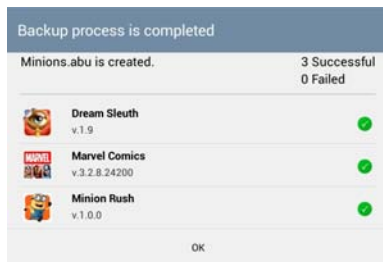 Backup process is completed
Minions.abu is created.
3 Successful
0 Failed
Dream Sleuth
v.1.9
MARVEL
Marvel Comics
v.3.2.8.24200
Minion Rush
v.1.0.0
OK